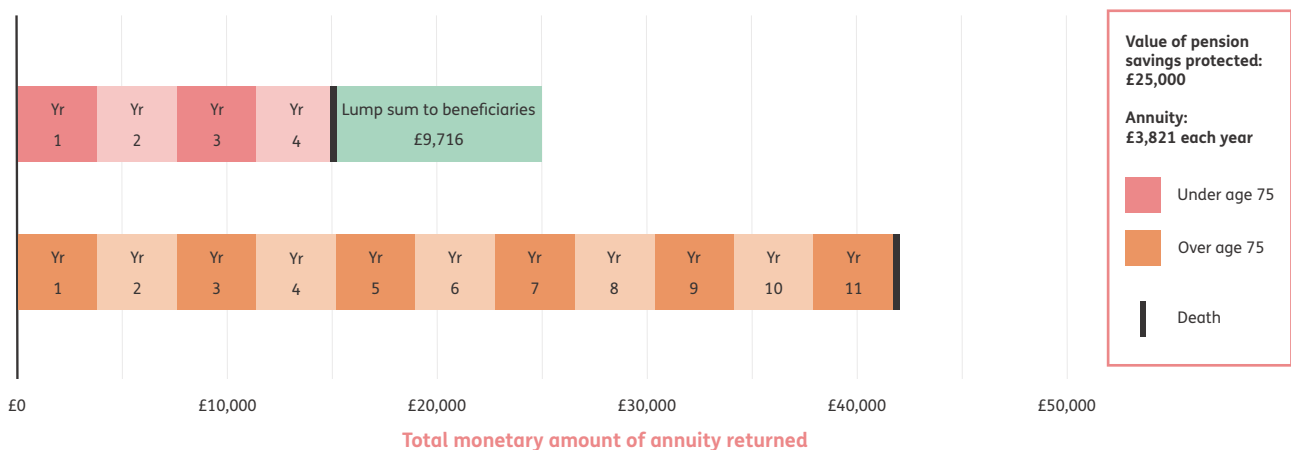 Yr Yr Yr Yr Lump sum to beneficiaries
1 2 3 4 £9,716
Yr Yr Yr Yr Yr Yr Yr Yr Yr Yr Yr
1 2 3 4 5 6 7 8 9 10 11
£0 £10,000 £20,000 £30,000 £40,000 £50,000
Total monetary amount of annuity returned
Value of pension
savings protected:
£25,000
Annuity:
£3,821 each year
Under age 75
Over age 75
Death